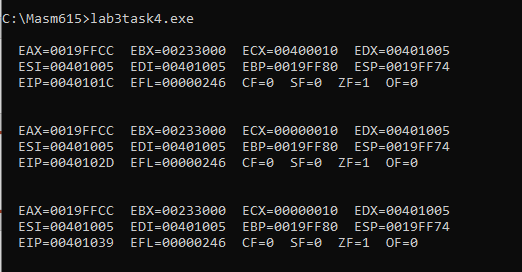 C:\Masm615>lab3task4.exe
EAX=0019FFCC EBX=00233000 ECX=00400010 EDX=00401005
ESI=00401005 EDI=00401005 EBP=0019FF80 ESP=0019FF74
EIP=0040101C EFL=00000246 CF=0 SF=0 ZF=1 OF=0
EAX=0019FFCC EBX=00233000 ECX=00000010 EDX=00401005
ESI=00401005 EDI=00401005 EBP=0019FF80 ESP=0019FF74
EIP=0040102D EFL=00000246 CF=0 SF=0 ZF=1 OF=0
EAX=0019FFCC EBX=00233000 ECX=00000010 EDX=00401005
ESI=00401005 EDI=00401005 EBP=0019FF80 ESP=0019FF74
EIP=00401039 EFL=00000246 CF=0 SF=0 ZF=1 OF=0